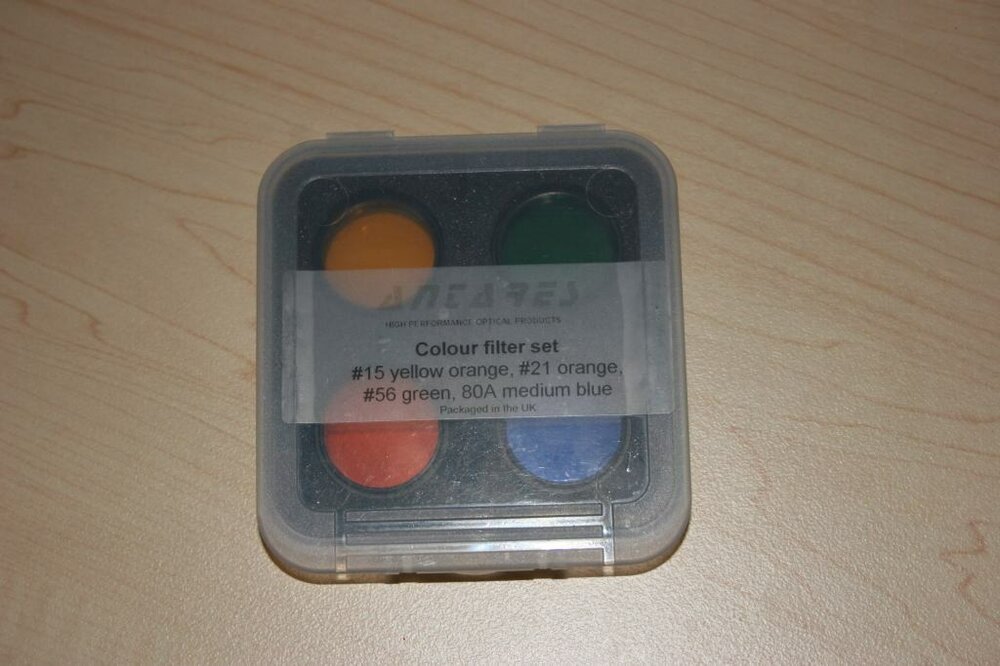 ANTARES
HIGH PERFORMANCE OPTICAL PRODUCTS
Colour filter set
#15 yellow orange, #21 orange,
#56 green, 80A medium blue
Packaged in the UK